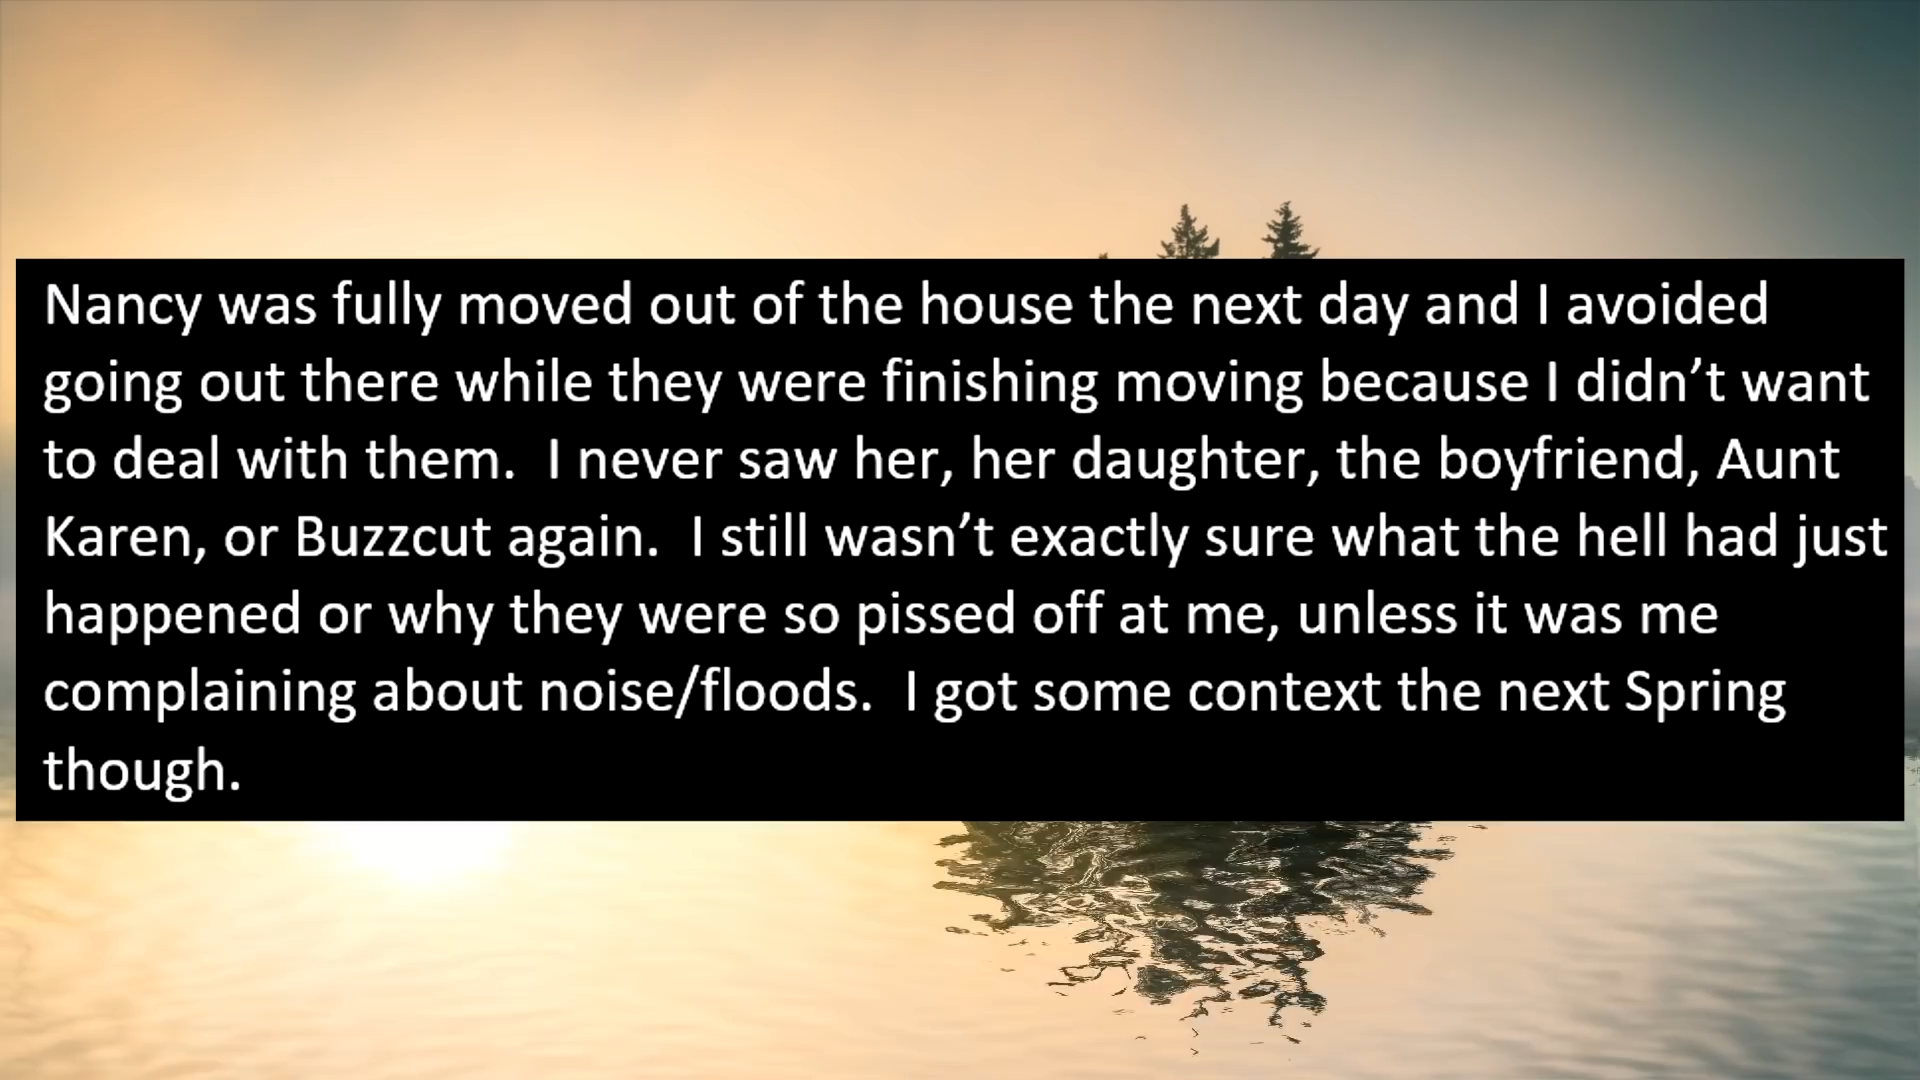 Nancy was fully moved out of the house the next day and I avoided
going out there while they were finishing moving because I didn’t want
to deal with them.  I never saw her, her daughter, the boyfriend, Aunt
Karen, or Buzzcut again.  I still wasn’t exactly sure what the hell had just
happened or why they were so pissed off at me, unless it was me
complaining about noise/floods.  I got some context the next Spring
though.